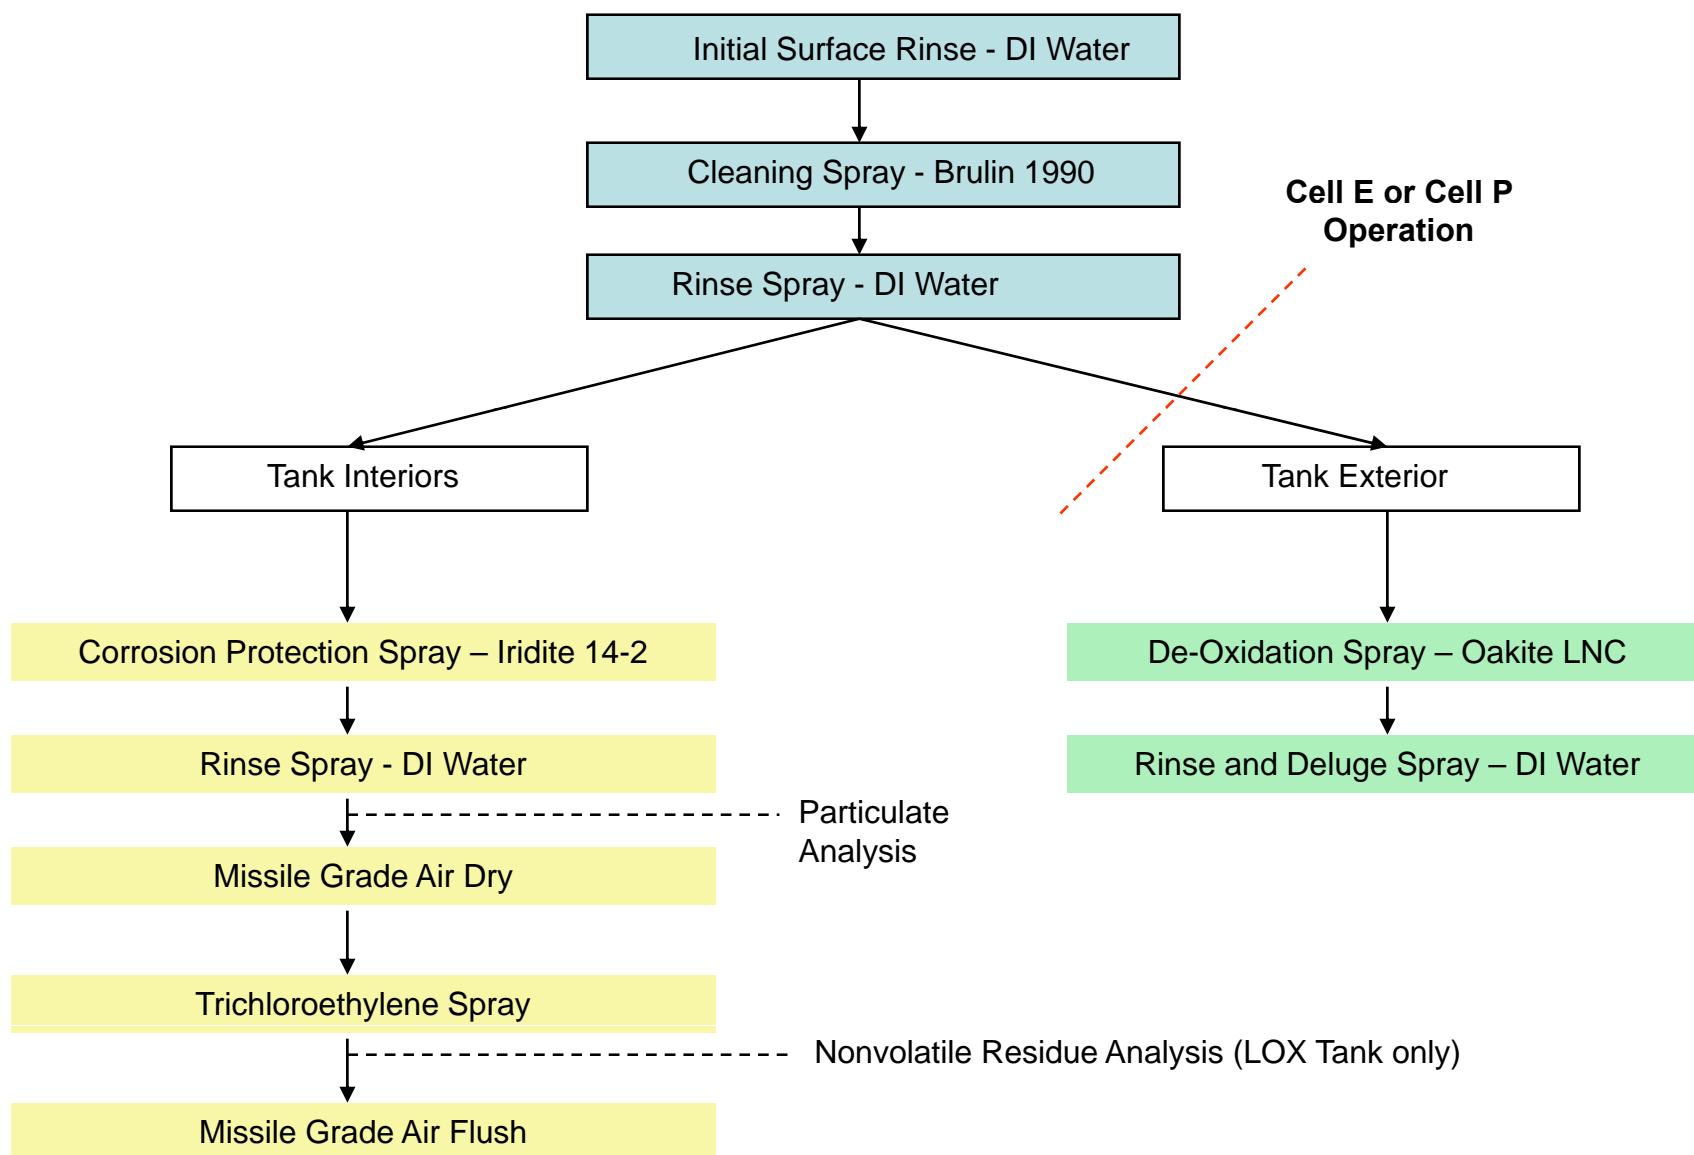 Initial Surface Rinse - DI Water
Cleaning Spray - Brulin 1990
Cell E or Cell P
Operation
Rinse Spray - DI Water
Tank Interiors
Tank Exterior
Corrosion Protection Spray – Iridite 14-2
De-Oxidation Spray – Oakite LNC
Rinse Spray - DI Water
Rinse and Deluge Spray – DI Water
Particulate
Analysis
Missile Grade Air Dry
Trichloroethylene Spray
Nonvolatile Residue Analysis (LOX Tank only)
Missile Grade Air Flush